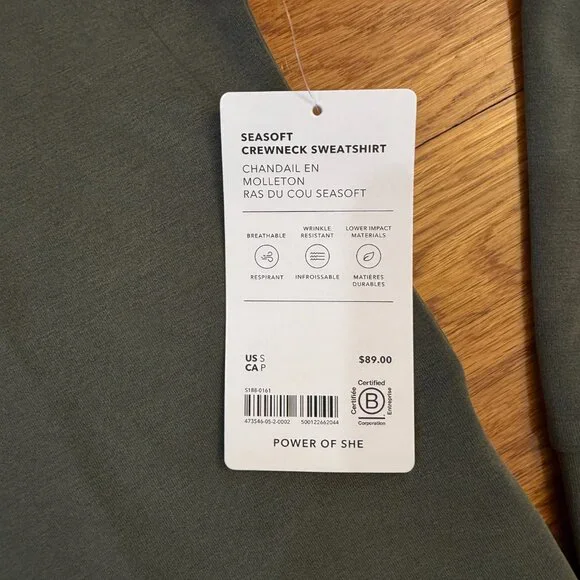 SEASOFT
CREWNECK SWEATSHIRT
CHANDAIL EN
MOLLETON
RAS DU COU SEASOFT
BREATHABLE
WRINKLE
RESISTANT
LOWER IMPACT
MATERIALS
RESPIRANT
INFROISSABLE
MATIÈRES
DURABLES
US S
CA P
$89.00
S188-0161
473546-05-2-0002 500122662044
Certified
Certifiée
B
Entreprise
Corporation
POWER OF SHE